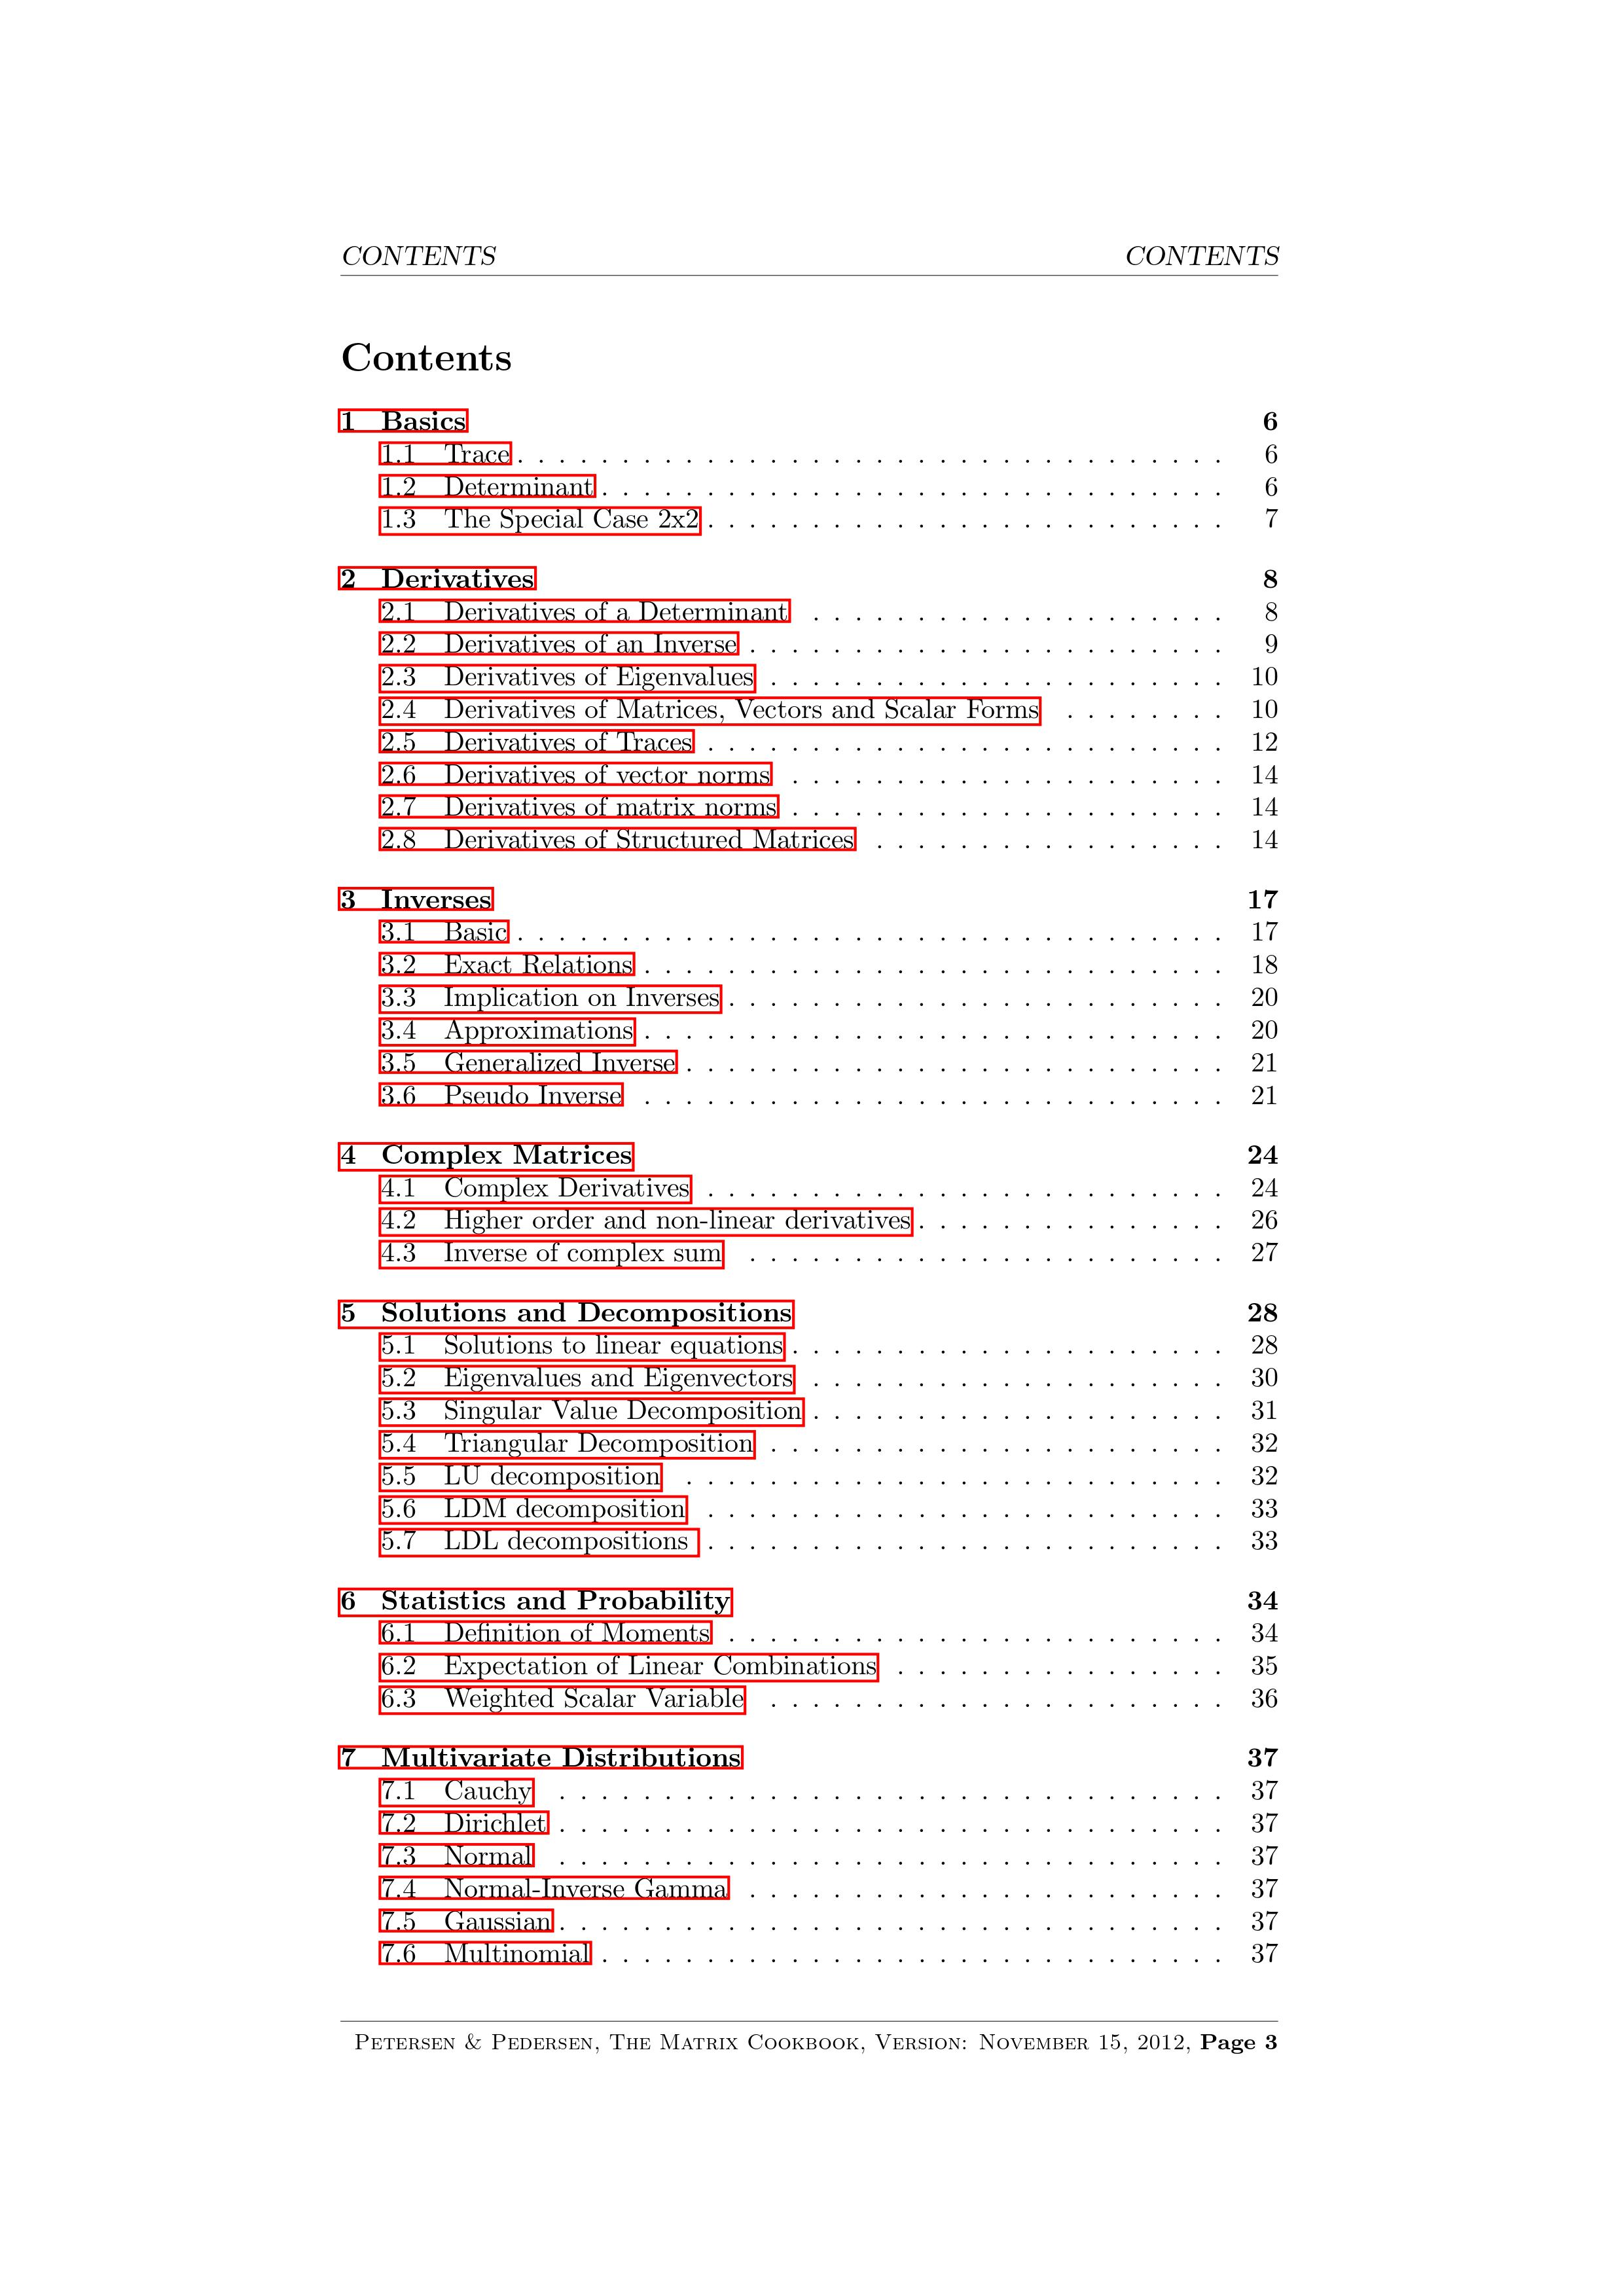 CONTENTS CONTENTS
Contents
1 Basics 6
1.1 Trace . . . . . . . . . . . . . . . . . . . . . . . . . . . . . . . . . . 6
1.2 Determinant . . . . . . . . . . . . . . . . . . . . . . . . . . . . . . 6
1.3 The Special Case 2x2 . . . . . . . . . . . . . . . . . . . . . . . . . 7
2 Derivatives 8
2.1 Derivatives of a Determinant . . . . . . . . . . . . . . . . . . . . 8
2.2 Derivatives of an Inverse . . . . . . . . . . . . . . . . . . . . . . . 9
2.3 Derivatives of Eigenvalues . . . . . . . . . . . . . . . . . . . . . . 10
2.4 Derivatives of Matrices, Vectors and Scalar Forms . . . . . . . . 10
2.5 Derivatives of Traces . . . . . . . . . . . . . . . . . . . . . . . . . 12
2.6 Derivatives of vector norms . . . . . . . . . . . . . . . . . . . . . 14
2.7 Derivatives of matrix norms . . . . . . . . . . . . . . . . . . . . . 14
2.8 Derivatives of Structured Matrices . . . . . . . . . . . . . . . . . 14
3 Inverses 17
3.1 Basic . . . . . . . . . . . . . . . . . . . . . . . . . . . . . . . . . . 17
3.2 Exact Relations . . . . . . . . . . . . . . . . . . . . . . . . . . . . 18
3.3 Implication on Inverses . . . . . . . . . . . . . . . . . . . . . . . . 20
3.4 Approximations . . . . . . . . . . . . . . . . . . . . . . . . . . . . 20
3.5 Generalized Inverse . . . . . . . . . . . . . . . . . . . . . . . . . . 21
3.6 Pseudo Inverse . . . . . . . . . . . . . . . . . . . . . . . . . . . . 21
4 Complex Matrices 24
4.1 Complex Derivatives . . . . . . . . . . . . . . . . . . . . . . . . . 24
4.2 Higher order and non-linear derivatives . . . . . . . . . . . . . . . 26
4.3 Inverse of complex sum . . . . . . . . . . . . . . . . . . . . . . . 27
5 Solutions and Decompositions 28
5.1 Solutions to linear equations . . . . . . . . . . . . . . . . . . . . . 28
5.2 Eigenvalues and Eigenvectors . . . . . . . . . . . . . . . . . . . . 30
5.3 Singular Value Decomposition . . . . . . . . . . . . . . . . . . . . 31
5.4 Triangular Decomposition . . . . . . . . . . . . . . . . . . . . . . 32
5.5 LU decomposition . . . . . . . . . . . . . . . . . . . . . . . . . . 32
5.6 LDM decomposition . . . . . . . . . . . . . . . . . . . . . . . . . 33
5.7 LDL decompositions . . . . . . . . . . . . . . . . . . . . . . . . . 33
6 Statistics and Probability 34
6.1 Definition of Moments . . . . . . . . . . . . . . . . . . . . . . . . 34
6.2 Expectation of Linear Combinations . . . . . . . . . . . . . . . . 35
6.3 Weighted Scalar Variable . . . . . . . . . . . . . . . . . . . . . . 36
7 Multivariate Distributions 37
7.1 Cauchy . . . . . . . . . . . . . . . . . . . . . . . . . . . . . . . . 37
7.2 Dirichlet . . . . . . . . . . . . . . . . . . . . . . . . . . . . . . . . 37
7.3 Normal . . . . . . . . . . . . . . . . . . . . . . . . . . . . . . . . 37
7.4 Normal-Inverse Gamma . . . . . . . . . . . . . . . . . . . . . . . 37
7.5 Gaussian . . . . . . . . . . . . . . . . . . . . . . . . . . . . . . . . 37
7.6 Multinomial . . . . . . . . . . . . . . . . . . . . . . . . . . . . . . 37
Petersen & Pedersen, The Matrix Cookbook, Version: November 15, 2012, Page 3